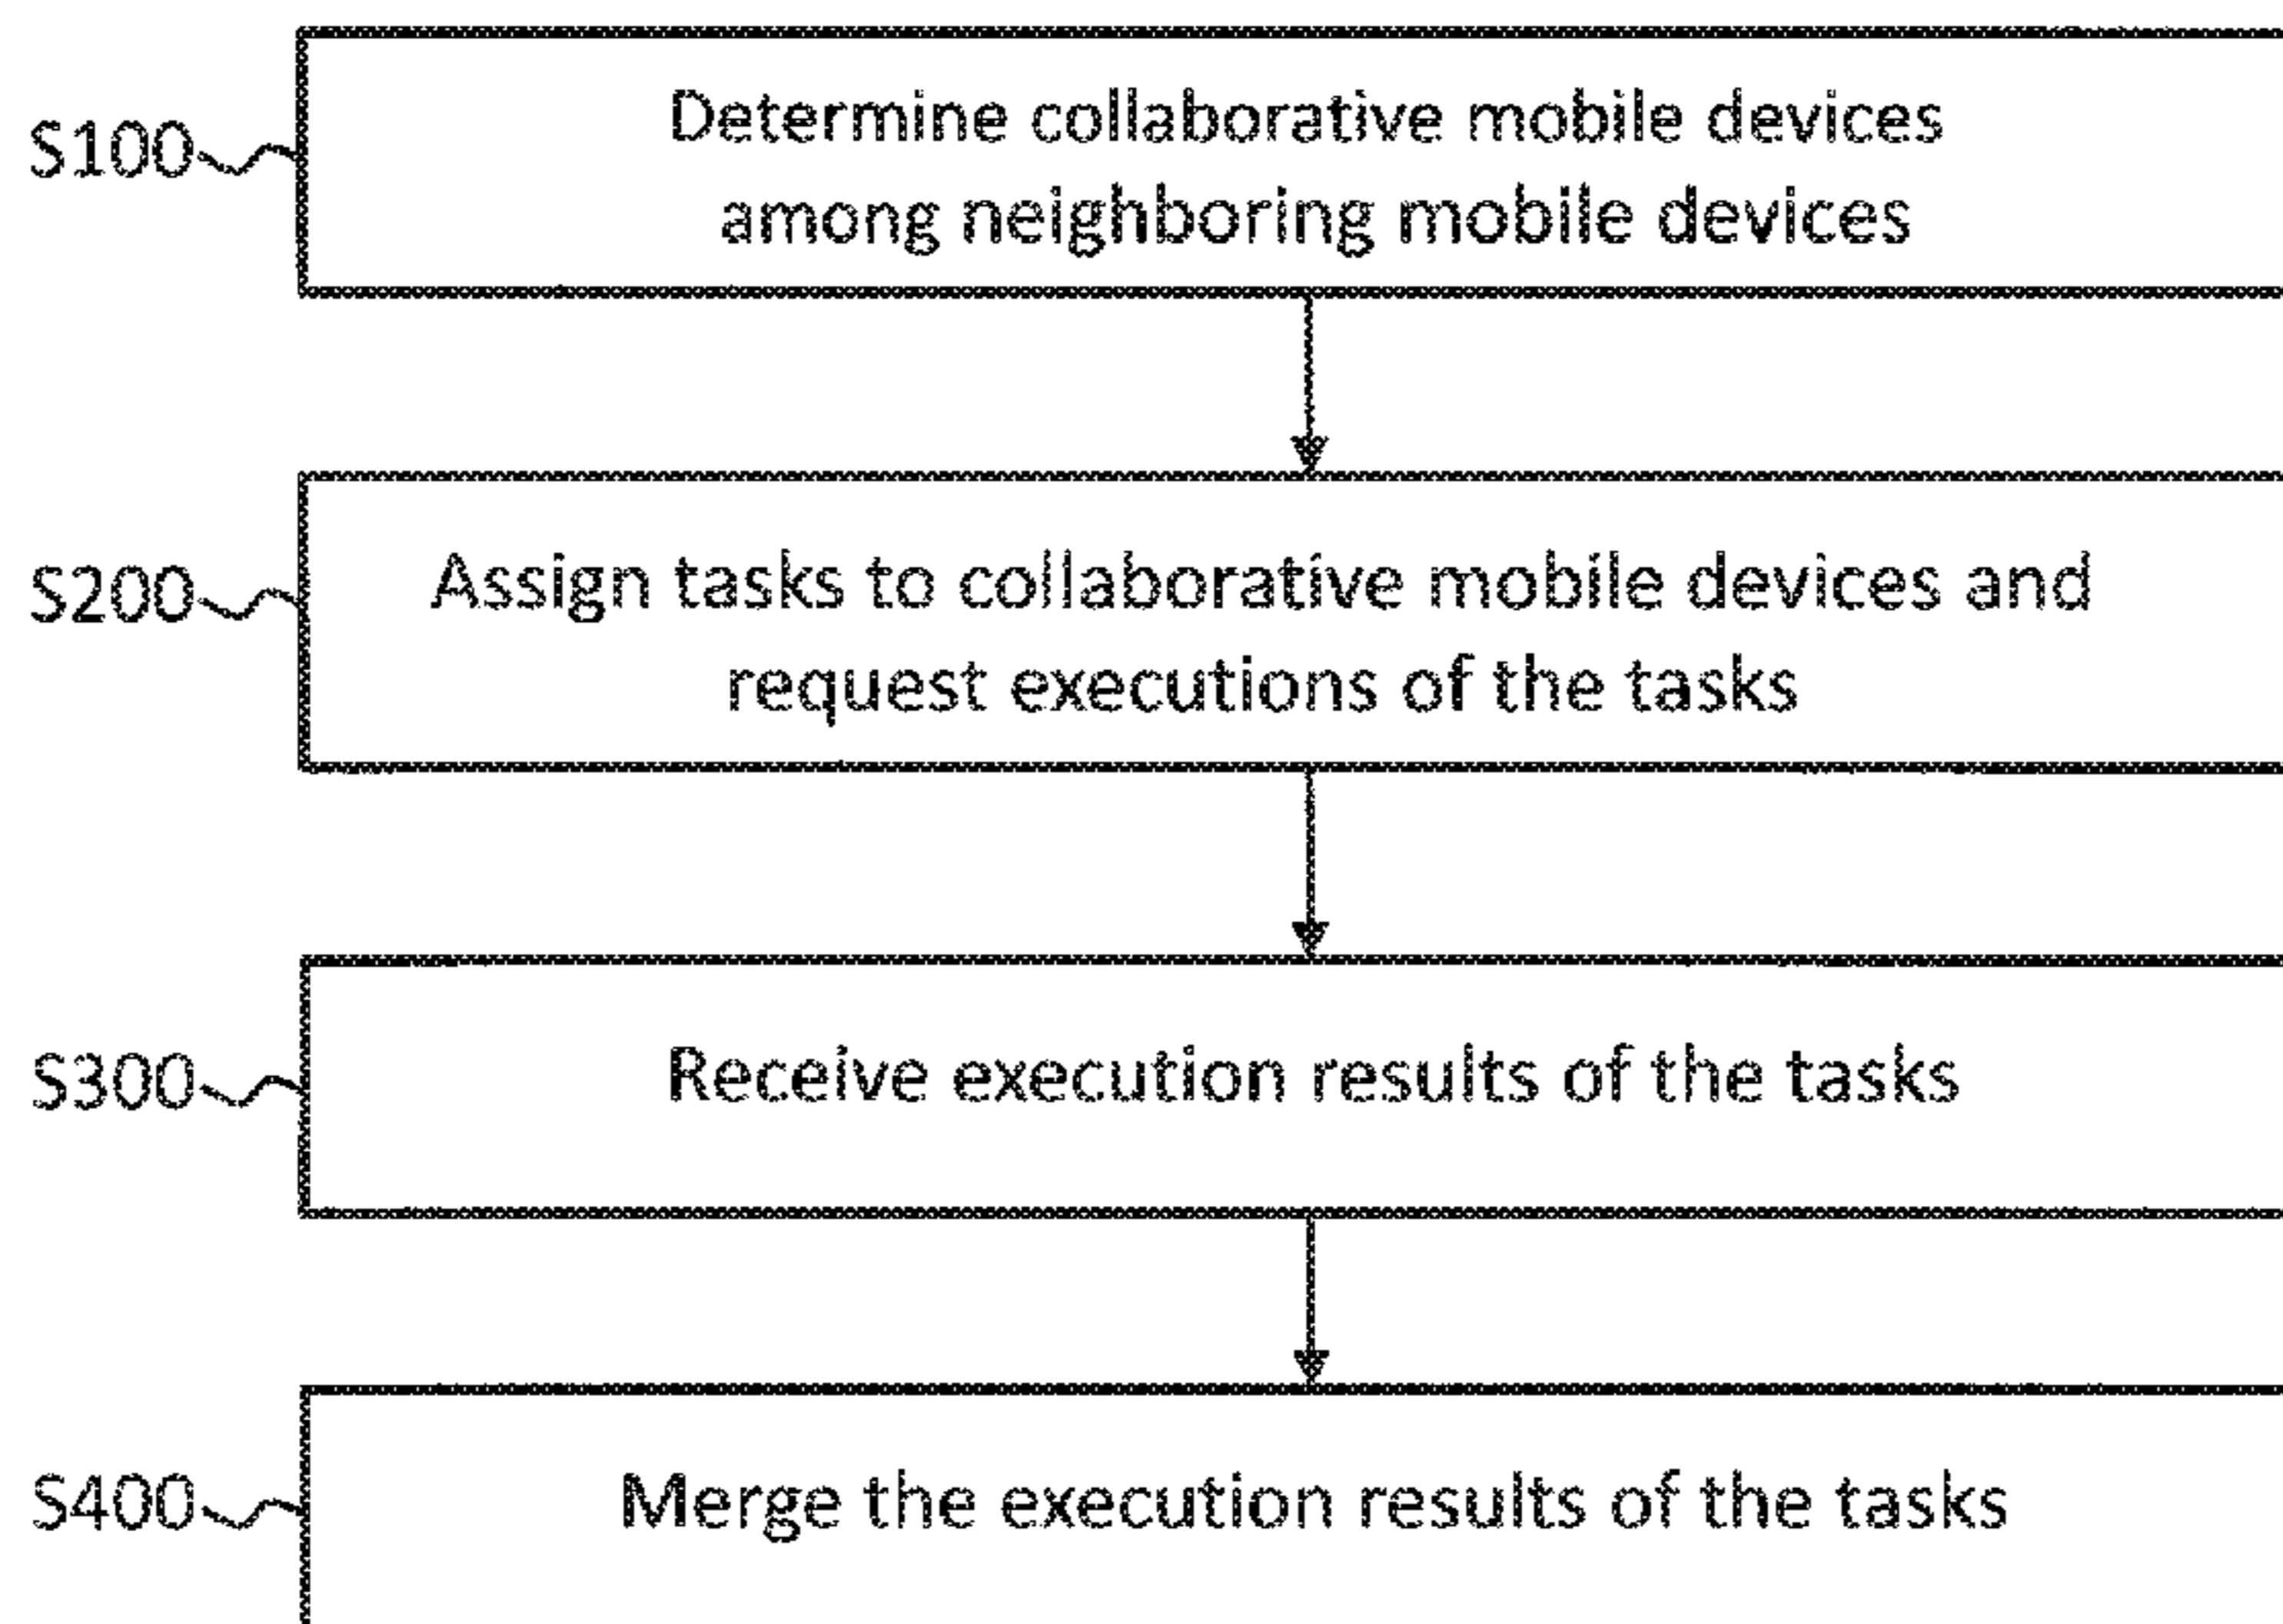 S100
Determine collaborative mobile devices
among neighboring mobile devices
S200
Assign tasks to collaborative mobile devices and
request executions of the tasks
S300
Receive execution results of the tasks
S400
Merge the execution results of the tasks